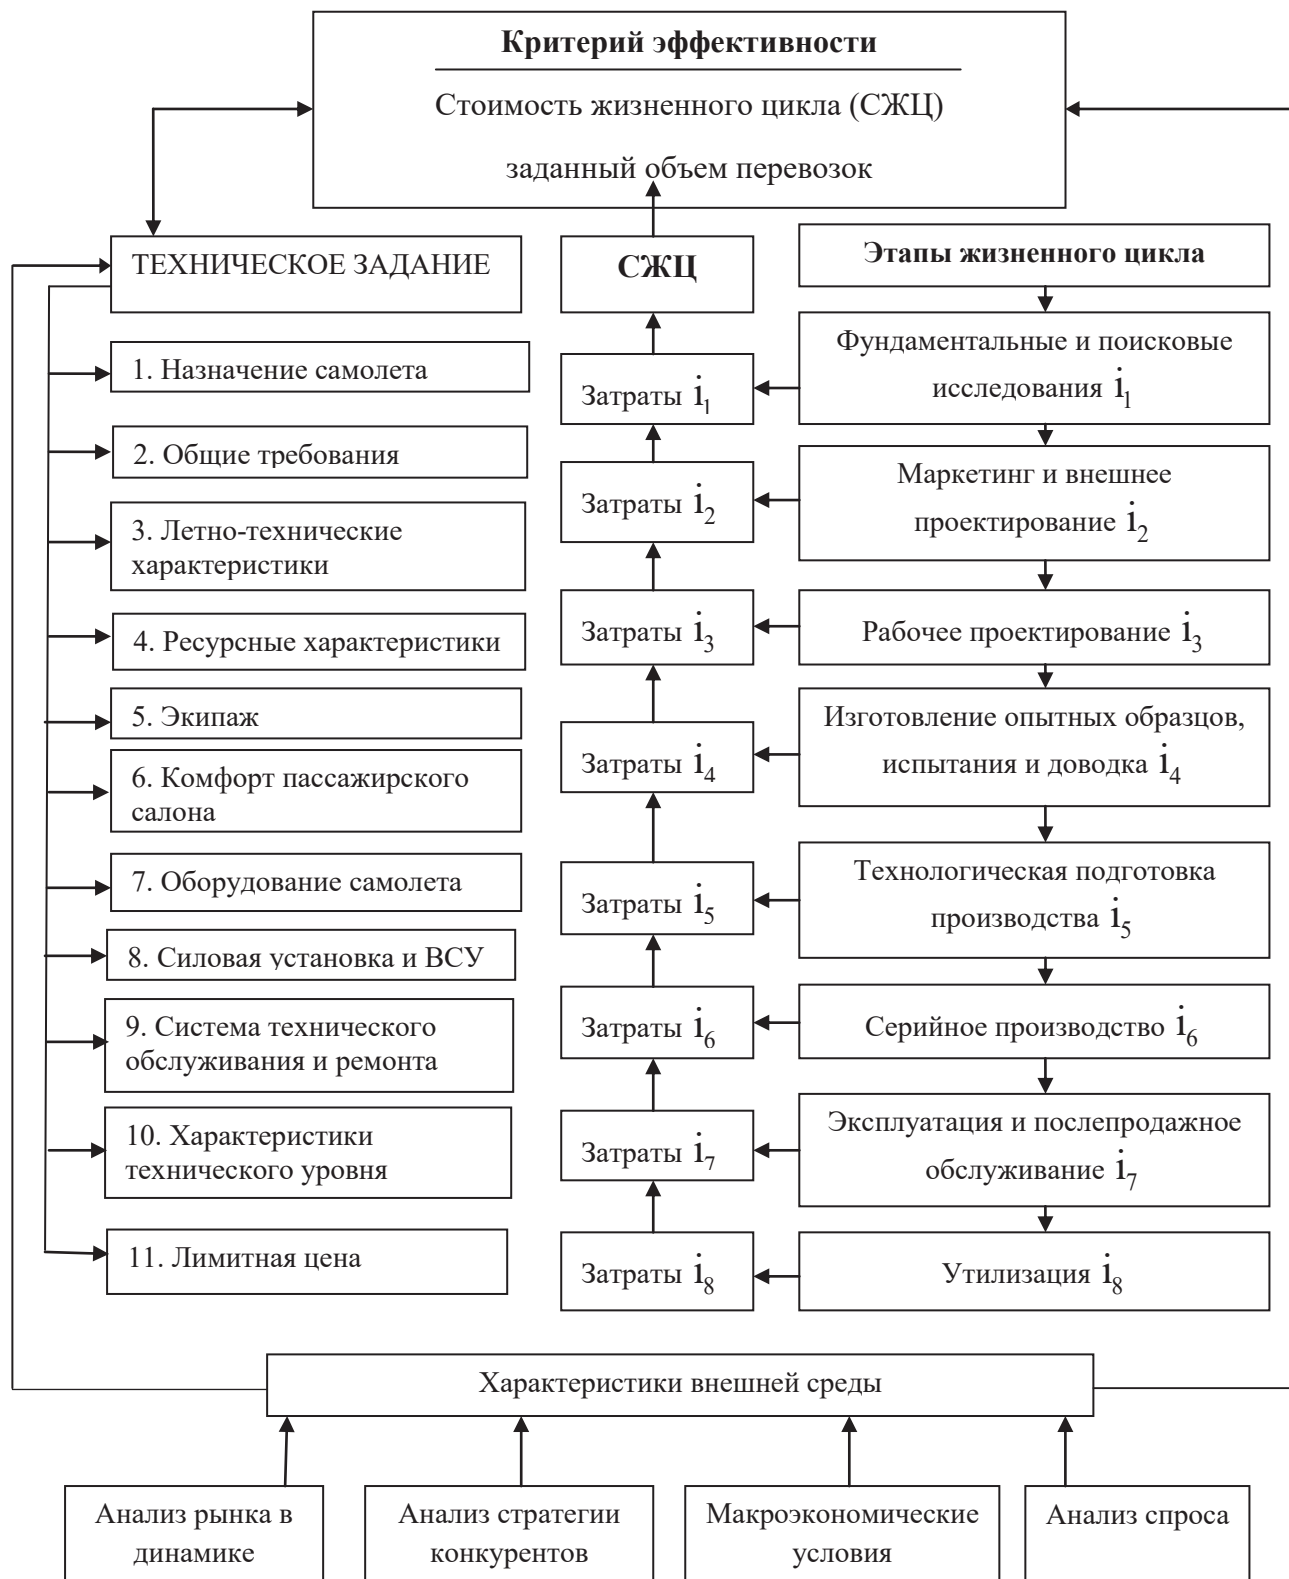 Критерий эффективности
Стоимость жизненного цикла (СЖЦ)
заданный объем перевозок
ТЕХНИЧЕСКОЕ ЗАДАНИЕ
1. Назначение самолета
2. Общие требования
3. Летно-технические
характеристики
4. Ресурсные характеристики
5. Экипаж
6. Комфорт пассажирского
салона
7. Оборудование самолета
8. Силовая установка и ВСУ
9. Система технического
обслуживания и ремонта
10. Характеристики
технического уровня
11. Лимитная цена
СЖЦ
Затраты i1
Затраты i2
Затраты i3
Затраты i4
Затраты i5
Затраты i6
Затраты i7
Затраты i8
Этапы жизненного цикла
Фундаментальные и поисковые
исследования i1
Маркетинг и внешнее
проектирование i2
Рабочее проектирование i3
Изготовление опытных образцов,
испытания и доводка i4
Технологическая подготовка
производства i5
Серийное производство i6
Эксплуатация и послепродажное
обслуживание i7
Утилизация i8
Характеристики внешней среды
Анализ рынка в
динамике
Анализ стратегии
конкурентов
Макроэкономические
условия
Анализ спроса